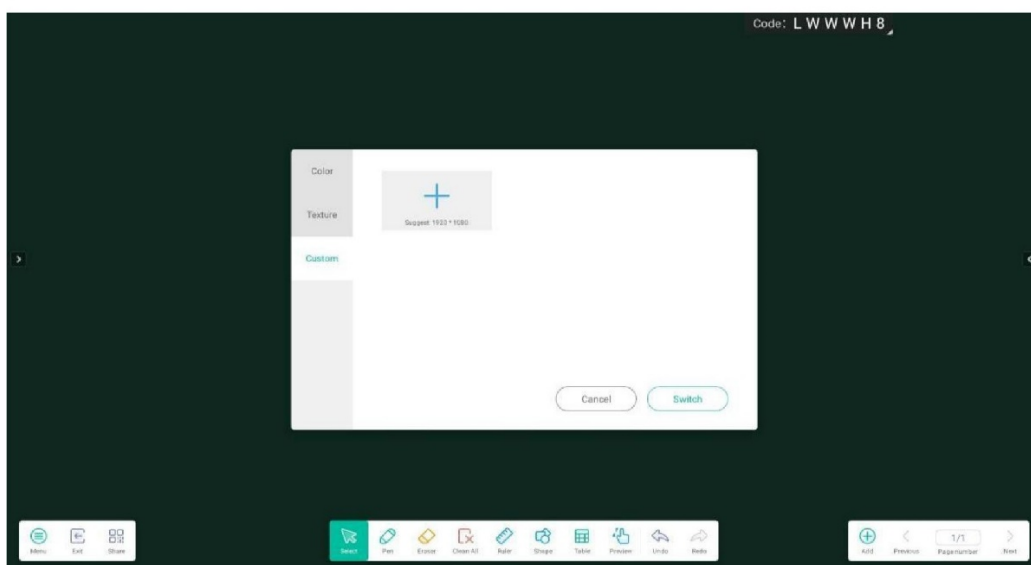 Code: LWWWH8
Color
Texture
Custom
Suggest 1920*1080
Cancel
Switch
Menu
Exit
Share
Select
Pen
Eraser
Clean All
Ruler
Shape
Table
Preview
Undo
Redo
Add
Previous
1/1
Page number
Next